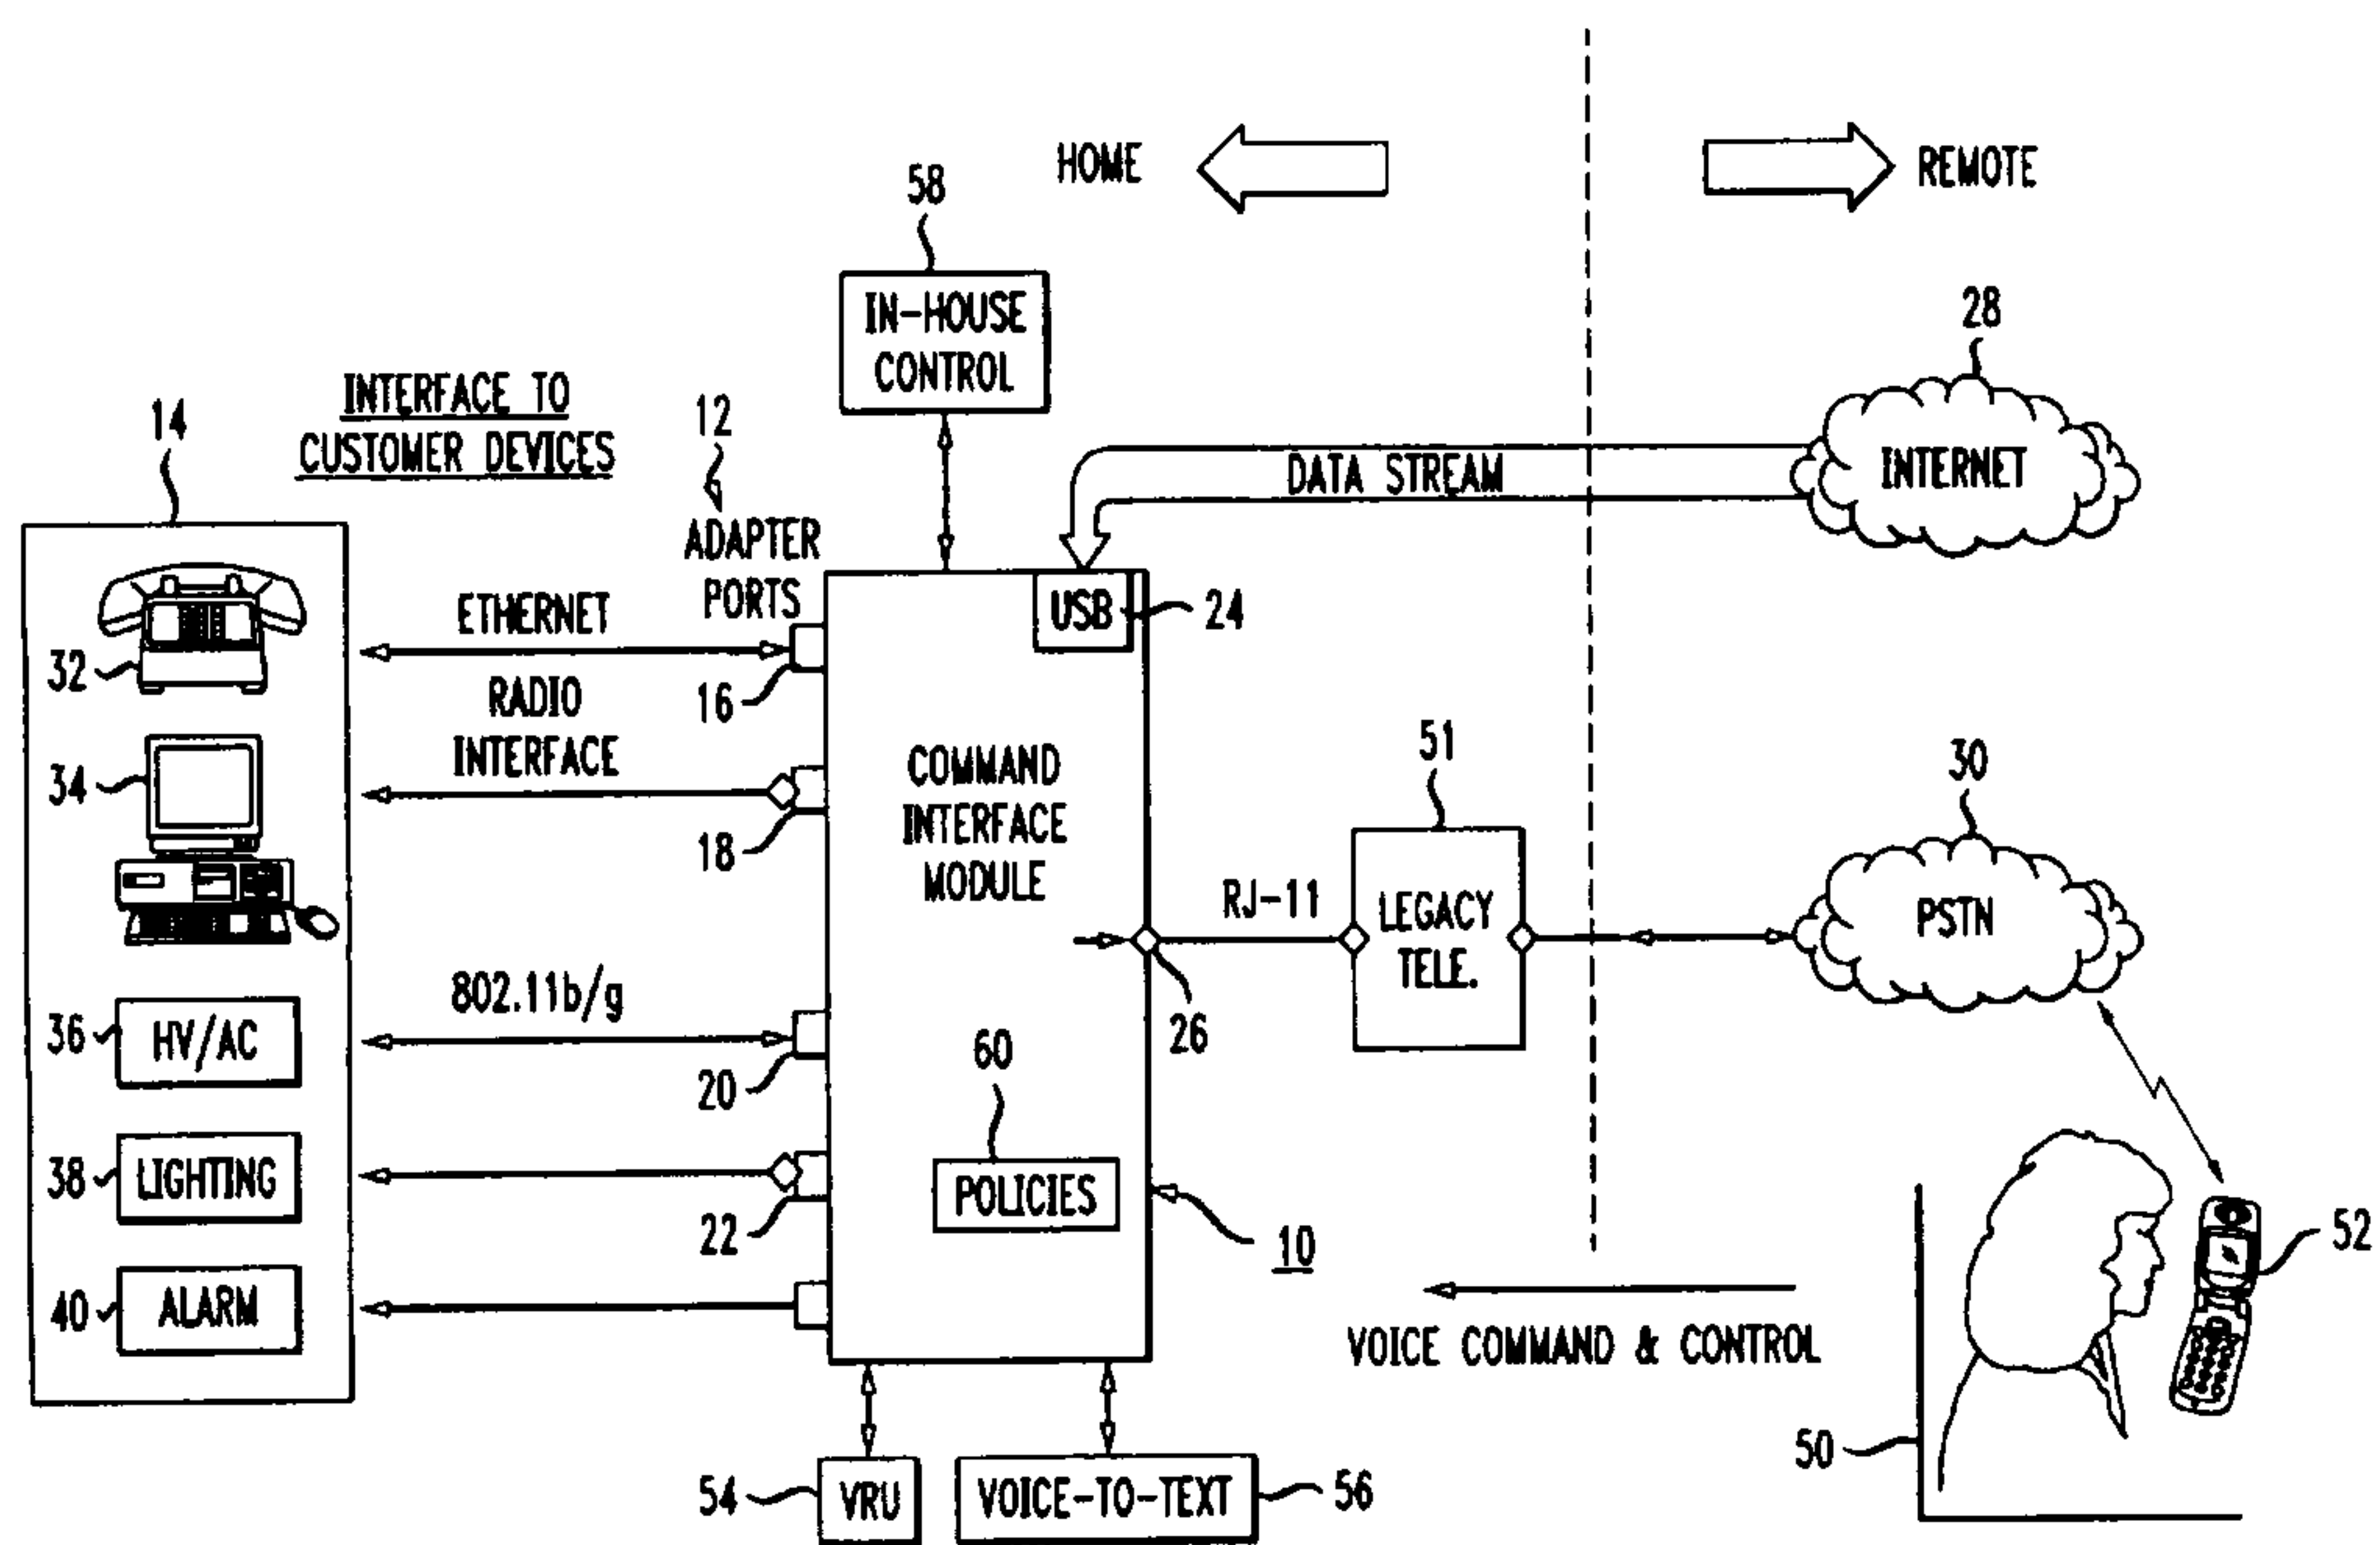 HOME
REMOTE
58
IN-HOUSE
CONTROL
28
INTERNET
DATA STREAM
INTERFACE TO
CUSTOMER DEVICES
14
12
ADAPTER
PORTS
USB
24
ETHERNET
32
16
RADIO
INTERFACE
34
18
COMMAND
INTERFACE
MODULE
51
30
RJ-11
LEGACY
TELE.
PSTN
26
802.11b/g
36
HV/AC
20
60
POLICIES
38
LIGHTING
22
10
52
40
ALARM
VOICE COMMAND & CONTROL
50
54
VRU
VOICE-TO-TEXT
56